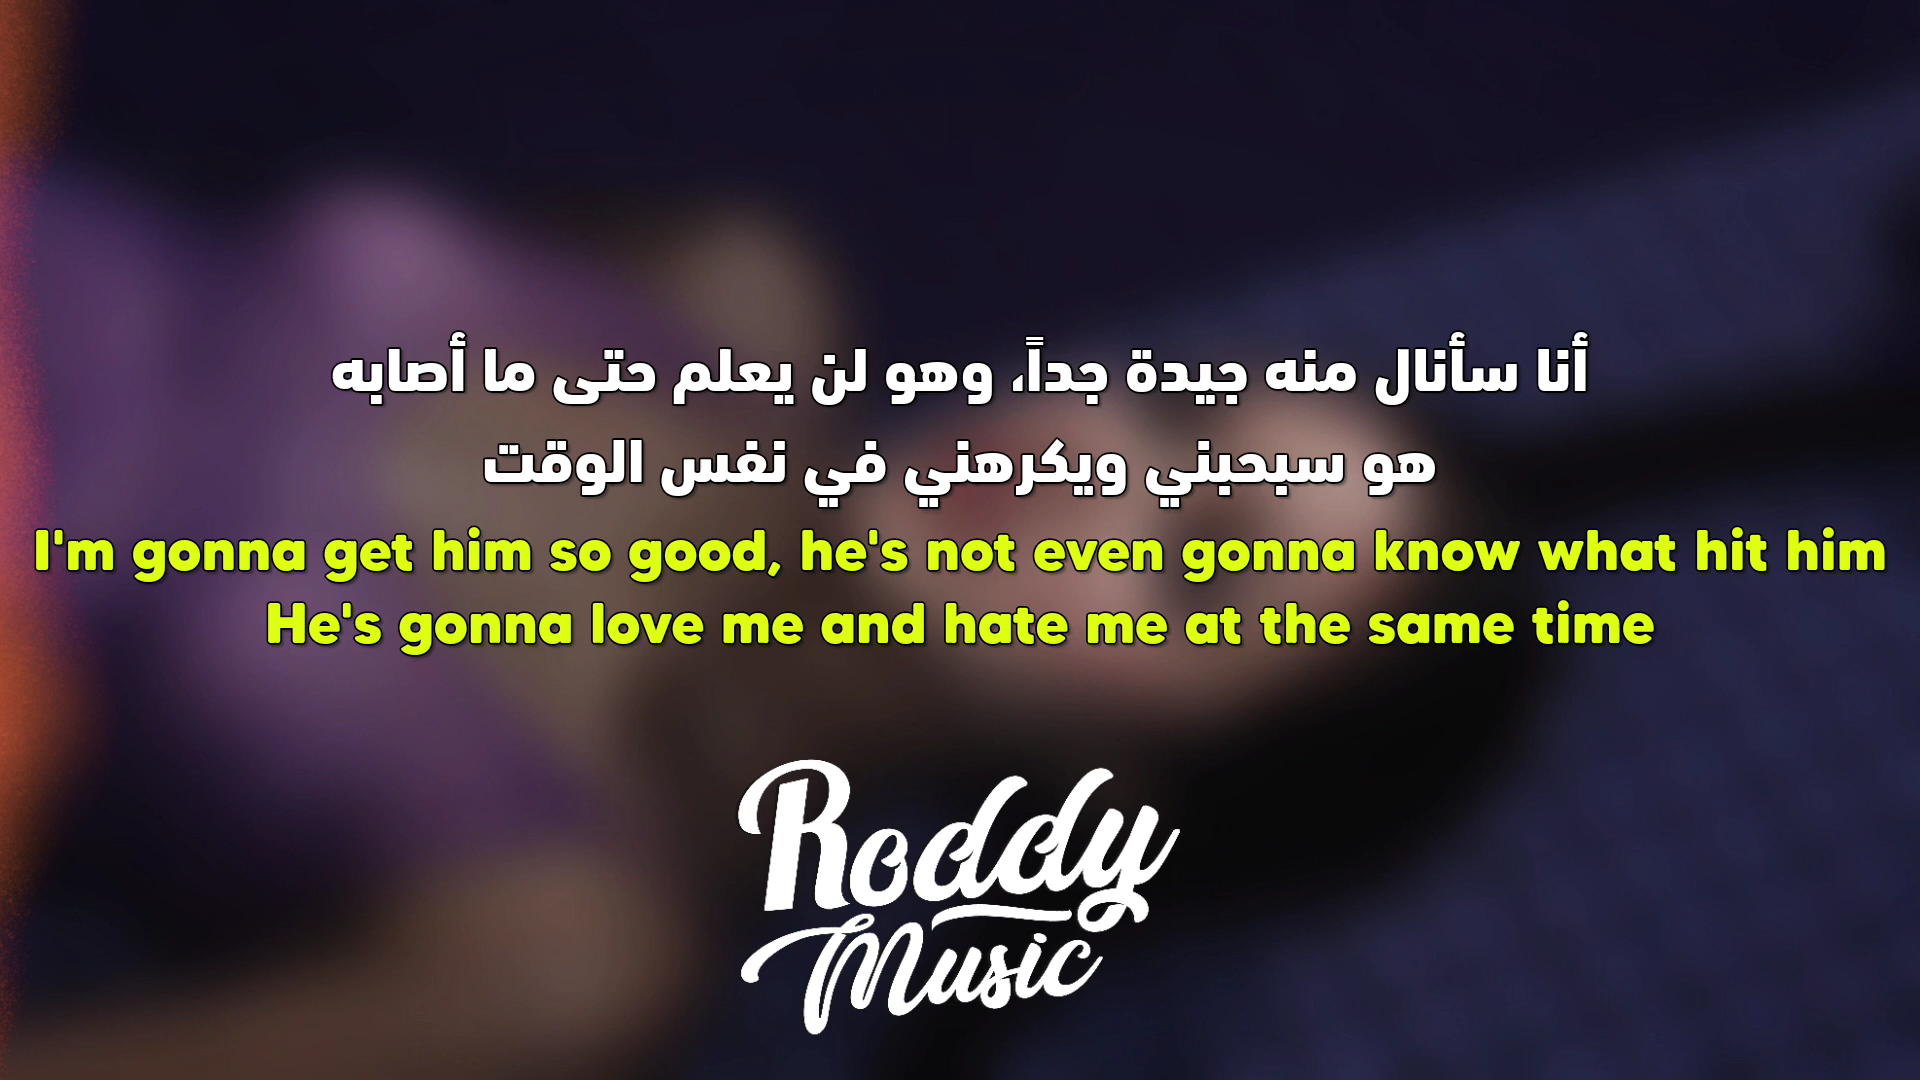 أنا سأنال منه جيدة جداً، وهو لن يعلم حتى ما أصابه
هو سبحبني ويكرهني في نفس الوقت
I'm gonna get him so good, he's not even gonna know what hit him
He's gonna love me and hate me at the same time
Roddy
Music